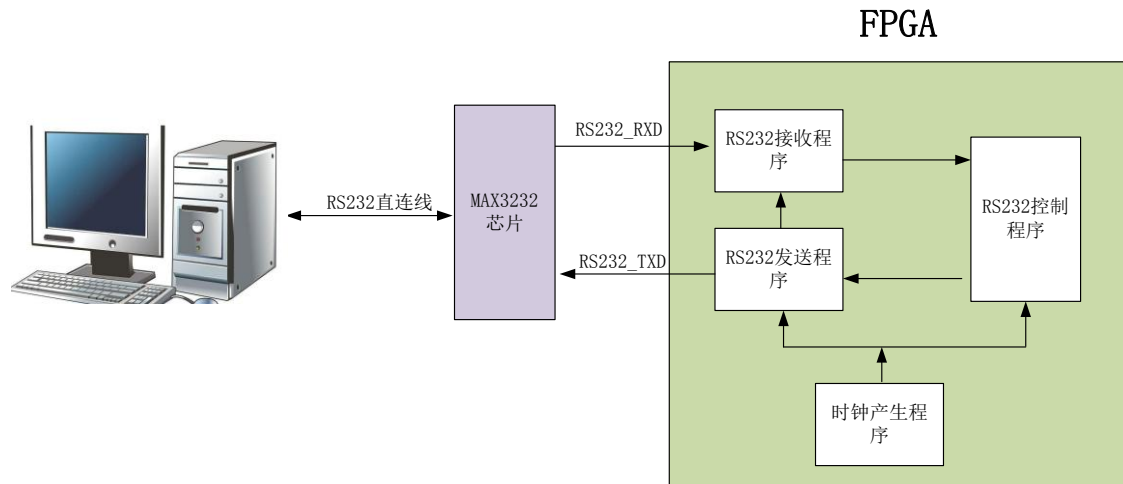 FPGA
RS232直连线
MAX3232
芯片
RS232_RXD
RS232_TXD
RS232接收程
序
RS232发送程
序
RS232控制
程序
时钟产生程
序